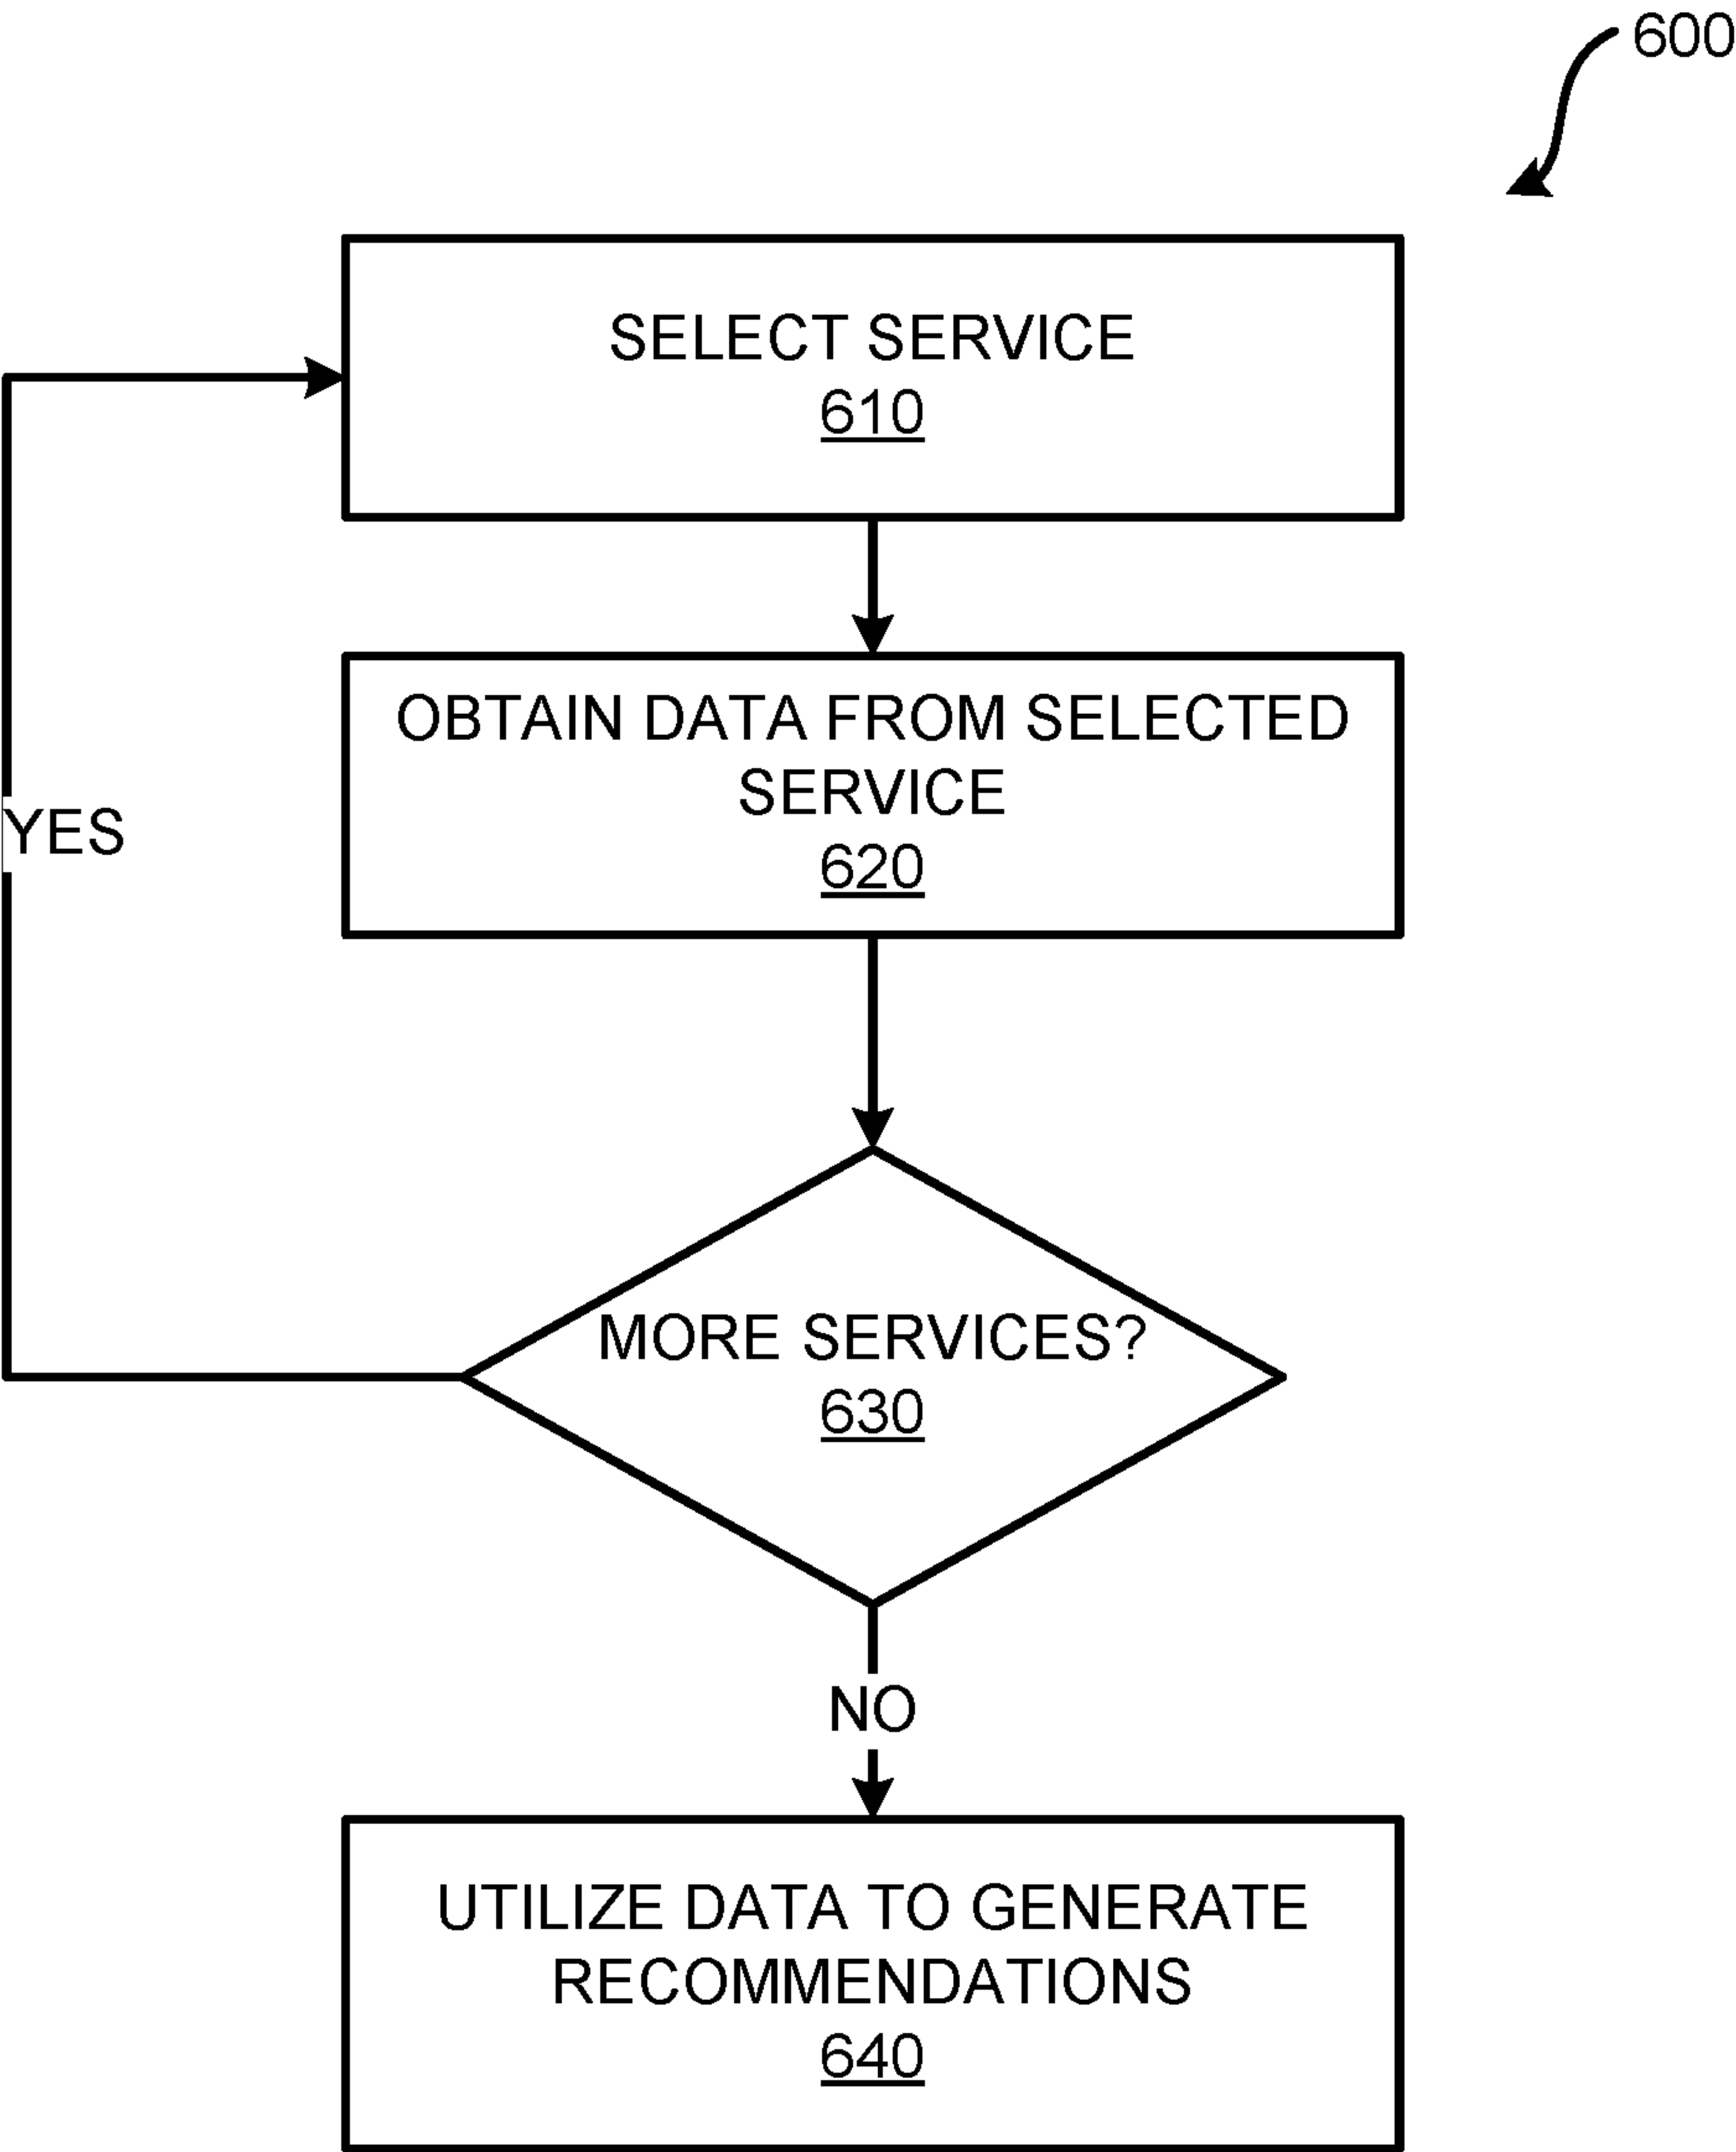 600
SELECT SERVICE
610
OBTAIN DATA FROM SELECTED
SERVICE
620
YES
MORE SERVICES?
630
NO
UTILIZE DATA TO GENERATE
RECOMMENDATIONS
640